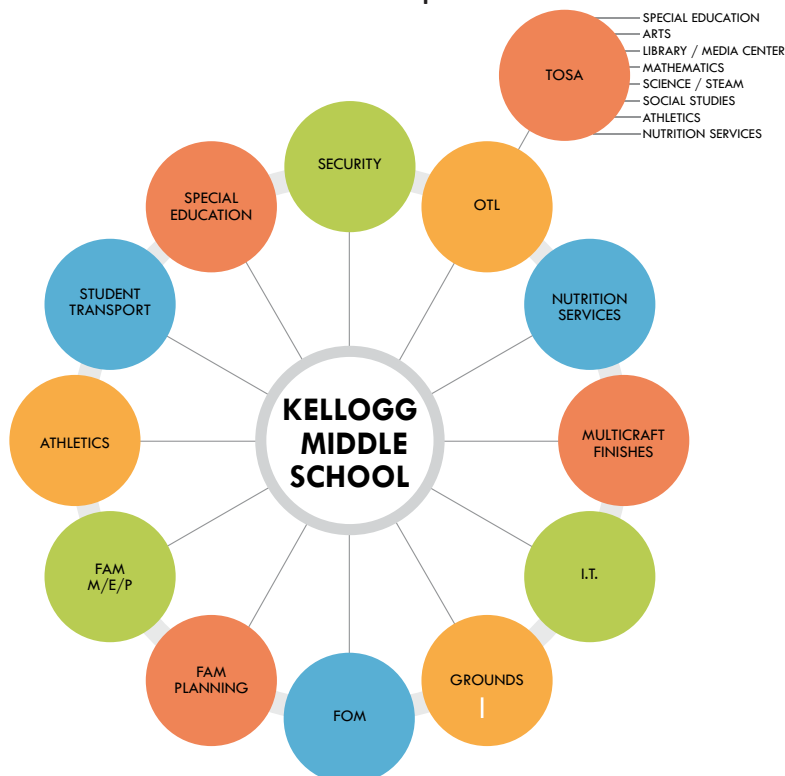 SPECIAL EDUCATION
ARTS
LIBRARY / MEDIA CENTER
MATHEMATICS
SCIENCE / STEAM
SOCIAL STUDIES
ATHLETICS
NUTRITION SERVICES
TOSA
SECURITY
OTL
SPECIAL
EDUCATION
NUTRITION
SERVICES
STUDENT
TRANSPORT
KELLOGG
MIDDLE
SCHOOL
MULTICRAFT
FINISHES
ATHLETICS
FAM
M/E/P
I.T.
FAM
PLANNING
GROUNDS
FOM